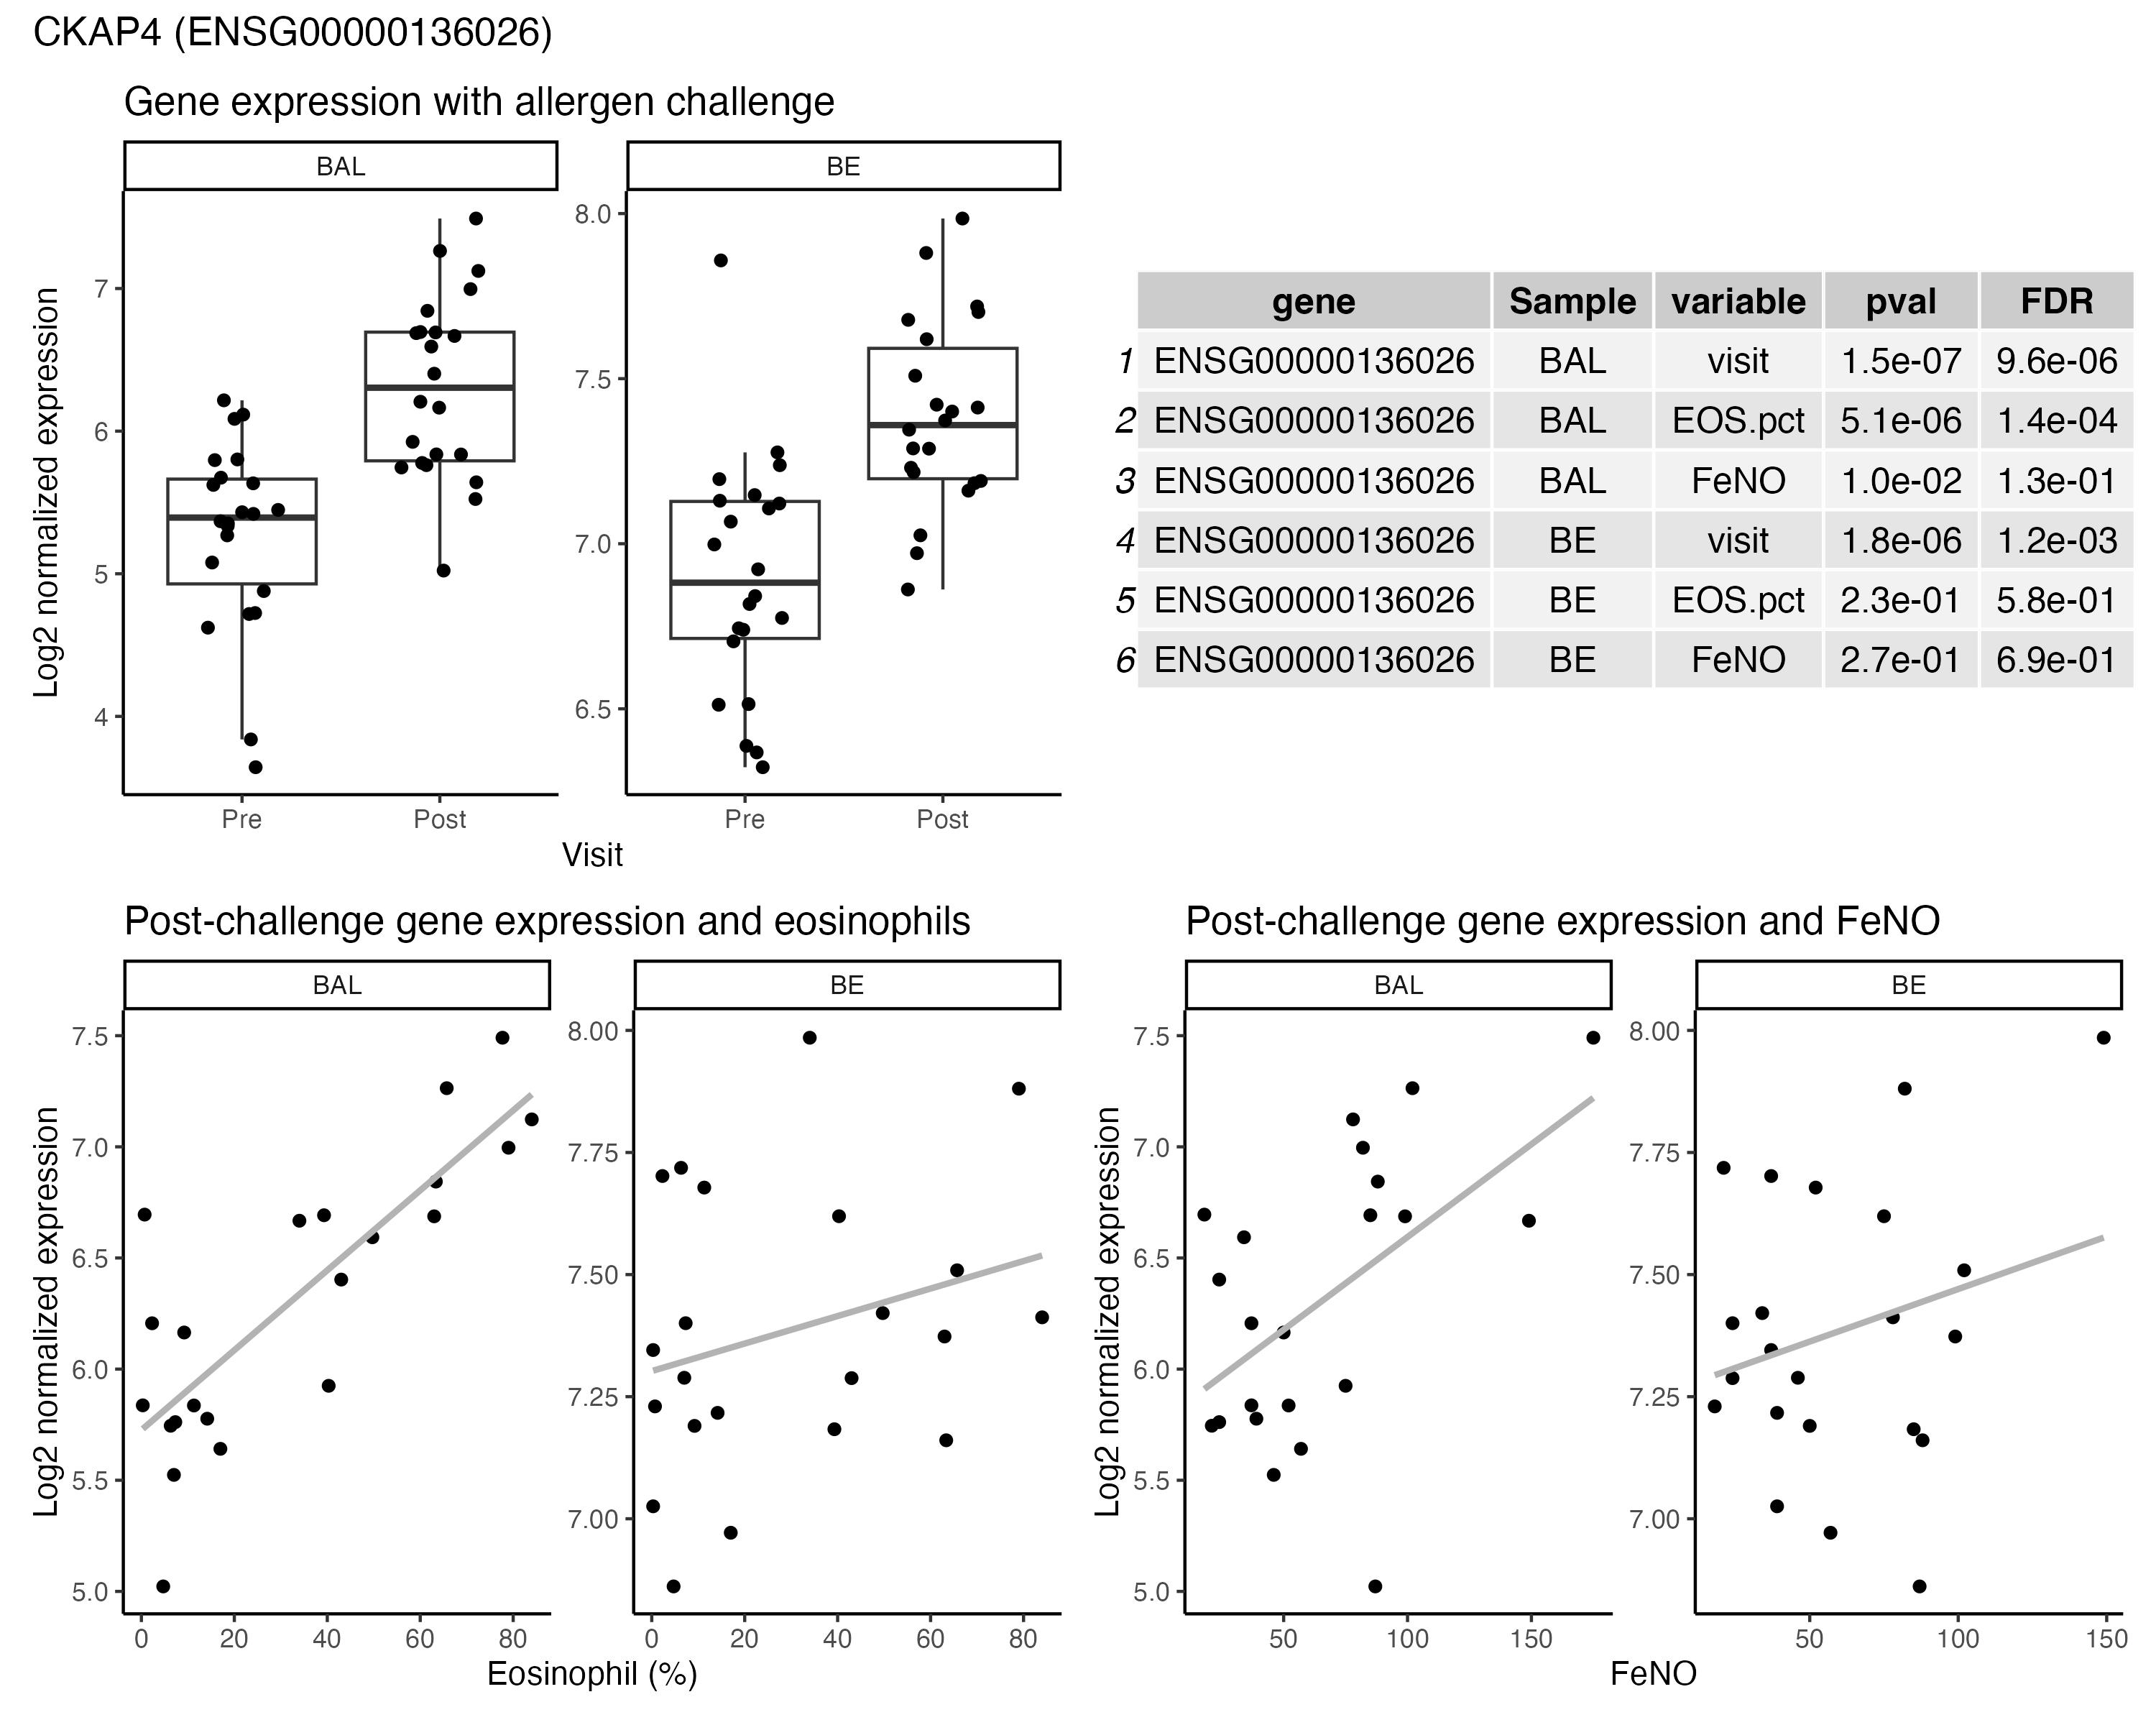 CKAP4 (ENSG00000136026)
Gene expression with allergen challenge
BAL
BE
Log2 normalized expression
7
6
5
4
8.0
7.5
7.0
6.5
Pre
Post
Pre
Post
Visit
gene Sample variable pval FDR
1 ENSG00000136026 BAL visit 1.5e-07 9.6e-06
2 ENSG00000136026 BAL EOS.pct 5.1e-06 1.4e-04
3 ENSG00000136026 BAL FeNO 1.0e-02 1.3e-01
4 ENSG00000136026 BE visit 1.8e-06 1.2e-03
5 ENSG00000136026 BE EOS.pct 2.3e-01 5.8e-01
6 ENSG00000136026 BE FeNO 2.7e-01 6.9e-01
Post-challenge gene expression and eosinophils
BAL
BE
Log2 normalized expression
7.5
7.0
6.5
6.0
5.5
5.0
8.00
7.75
7.50
7.25
7.00
0 20 40 60 80
0 20 40 60 80
Eosinophil (%)
Post-challenge gene expression and FeNO
BAL
BE
Log2 normalized expression
7.5
7.0
6.5
6.0
5.5
5.0
8.00
7.75
7.50
7.25
7.00
50 100 150
50 100 150
FeNO